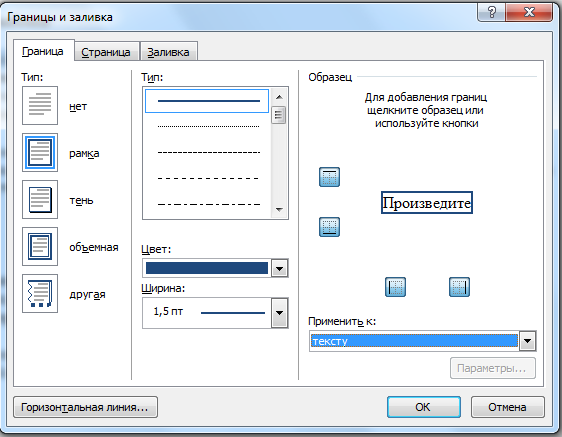 Границы и заливка
Граница
Страница
Заливка
Тип:
нет
рамка
тень
объемная
другая
Тип:
Цвет:
Ширина:
1,5 пт
Образец
Для добавления границ
щелкните образец или
используйте кнопки
Произведите
Применить к:
тексту
Параметры...
Горизонтальная линия...
ОК
Отмена